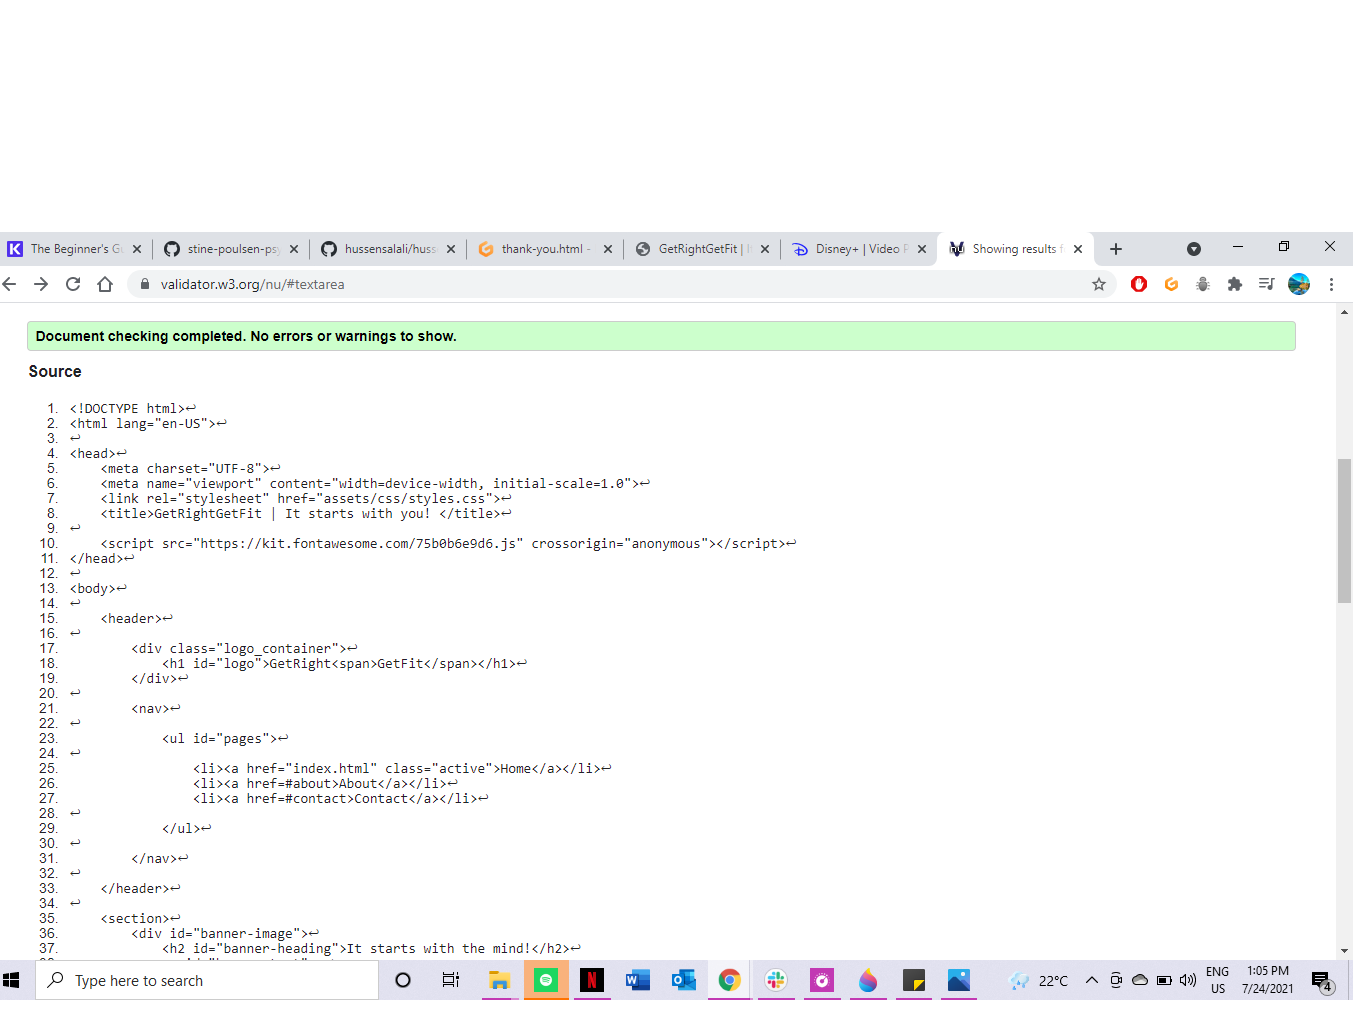 The Beginner's G
stine-poulsen-psy
hussensalali/huss
thank-you.html -
GetRightGetFit | I
Disney+ | Video P
Showing results f
validator.w3.org/nu/#textarea
Document checking completed. No errors or warnings to show.
Source
1. <!DOCTYPE html>↩
2. <html lang="en-US">↩
3. ↩
4. <head>↩
5. <meta charset="UTF-8">↩
6. <meta name="viewport" content="width=device-width, initial-scale=1.0">↩
7. <link rel="stylesheet" href="assets/css/styles.css">↩
8. <title>GetRightGetFit | It starts with you! </title>↩
9. ↩
10. <script src="https://kit.fontawesome.com/75b0b6e9d6.js" crossorigin="anonymous"></script>↩
11. </head>↩
12. ↩
13. <body>↩
14. ↩
15. <header>↩
16. ↩
17. <div class="logo_container">↩
18. <h1 id="logo">GetRight<span>GetFit</span></h1>↩
19. </div>↩
20. ↩
21. <nav>↩
22. ↩
23. <ul id="pages">↩
24. ↩
25. <li><a href="index.html" class="active">Home</a></li>↩
26. <li><a href=#about>About</a></li>↩
27. <li><a href=#contact>Contact</a></li>↩
28. ↩
29. </ul>↩
30. ↩
31. </nav>↩
32. ↩
33. </header>↩
34. ↩
35. <section>↩
36. <div id="banner-image">↩
37. <h2 id="banner-heading">It starts with the mind!</h2>↩
Type here to search
22°C
ENG
US
1:05 PM
7/24/2021
4